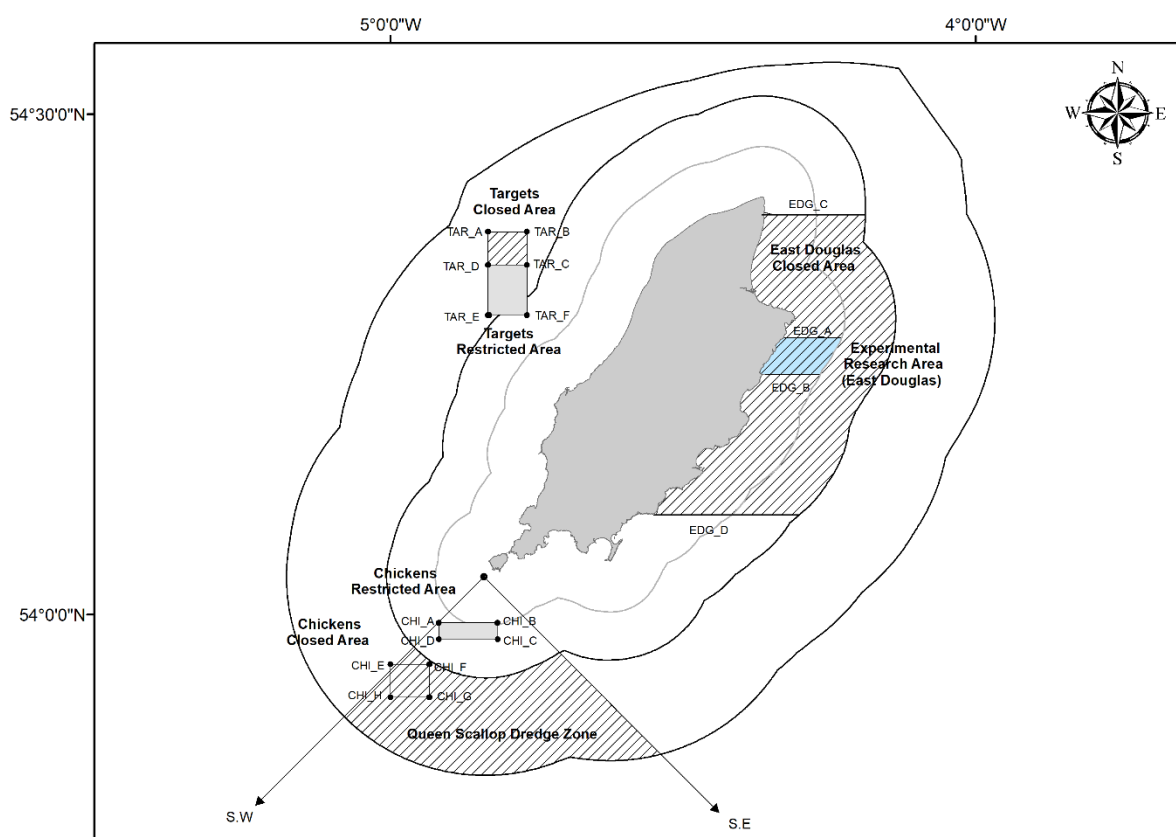 5°0'0"W
4°0'0"W
54°30'0"N
N
W
E
S
Targets
Closed Area
TAR_A
TAR_B
TAR_D
TAR_C
TAR_E
TAR_F
Targets
Restricted Area
EDG_C
East Douglas
Closed Area
EDG_A
Experimental
Research Area
(East Douglas)
EDG_B
EDG_D
Chickens
Restricted Area
54°0'0"N
Chickens
Closed Area
CHI_A
CHI_B
CHI_D
CHI_C
CHI_E
CHI_F
CHI_H
CHI_G
Queen Scallop Dredge Zone
S.W
S.E